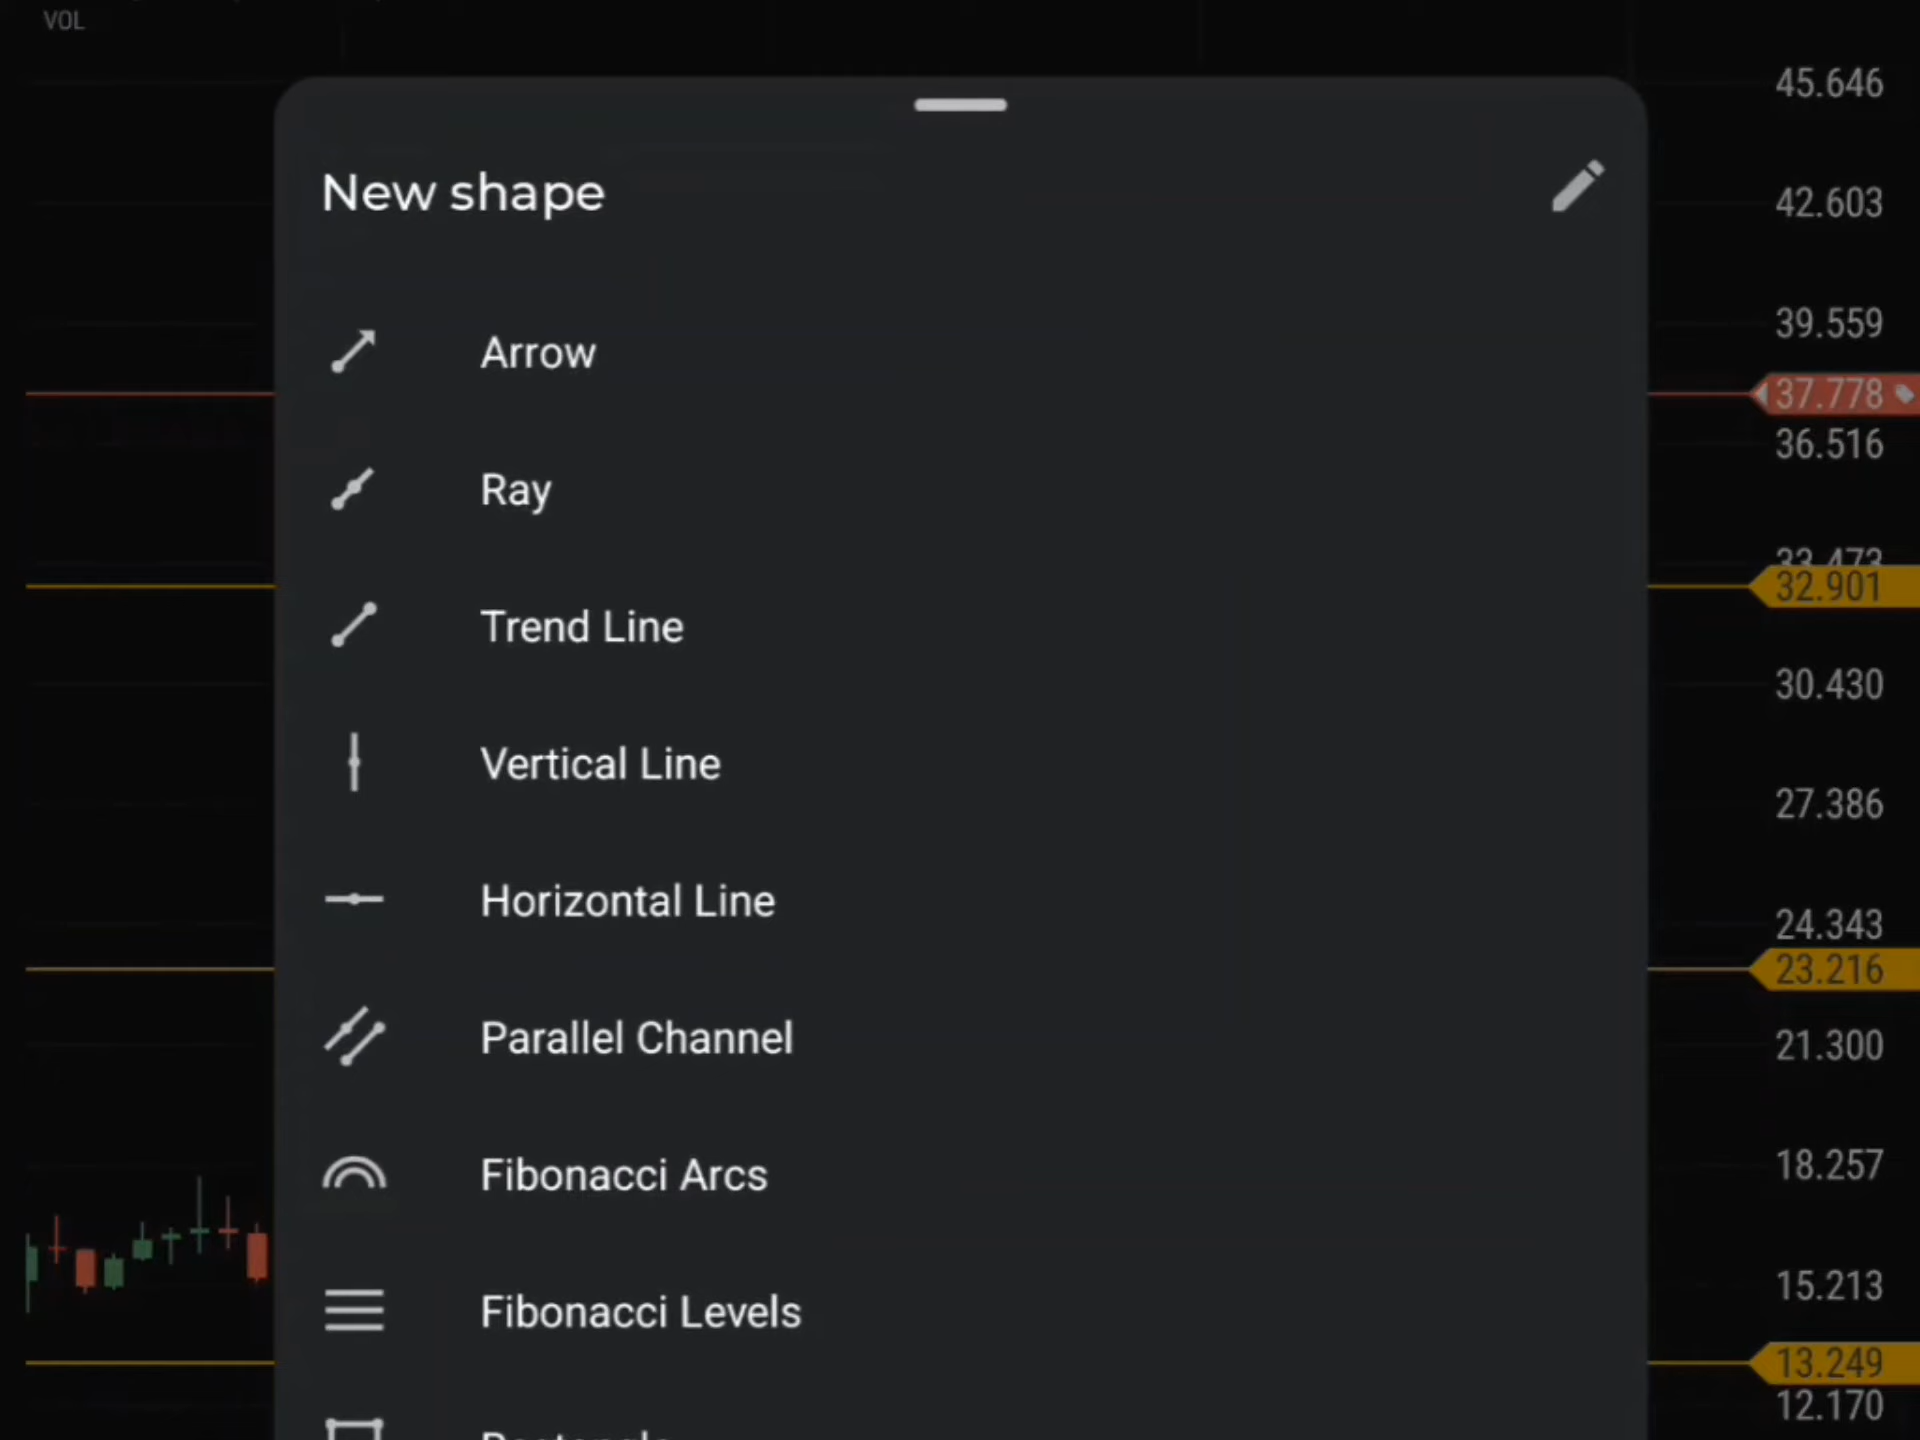 VOL
New shape
Arrow
Ray
Trend Line
Vertical Line
Horizontal Line
Parallel Channel
Fibonacci Arcs
Fibonacci Levels
45.646
42.603
39.559
37.778
36.516
33.473
32.901
30.430
27.386
24.343
23.216
21.300
18.257
15.213
13.249
12.170